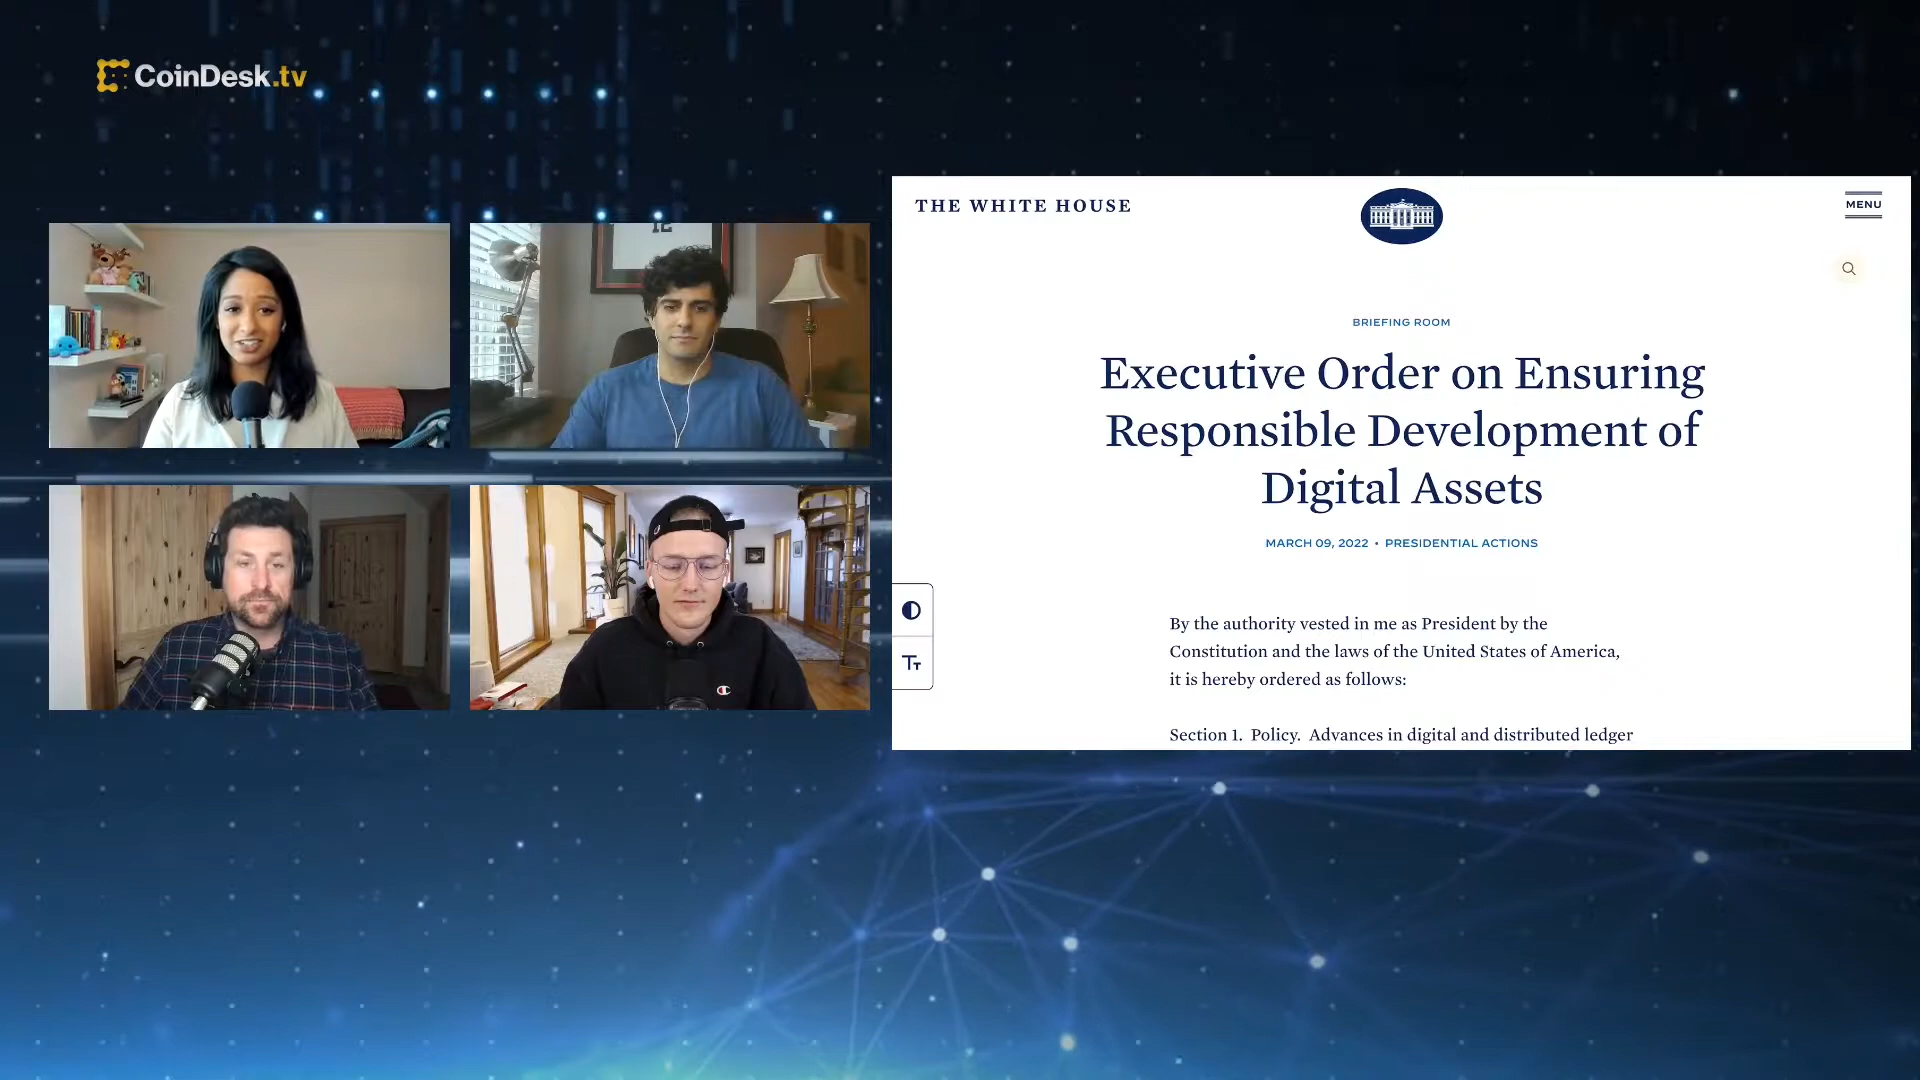 CoinDesk.tv
THE WHITE HOUSE
MENU
12
BRIEFING ROOM
Executive Order on Ensuring
Responsible Development of
Digital Assets
MARCH 09, 2022 • PRESIDENTIAL ACTIONS
By the authority vested in me as President by the
Constitution and the laws of the United States of America,
it is hereby ordered as follows:
Section 1.  Policy.  Advances in digital and distributed ledger
TT